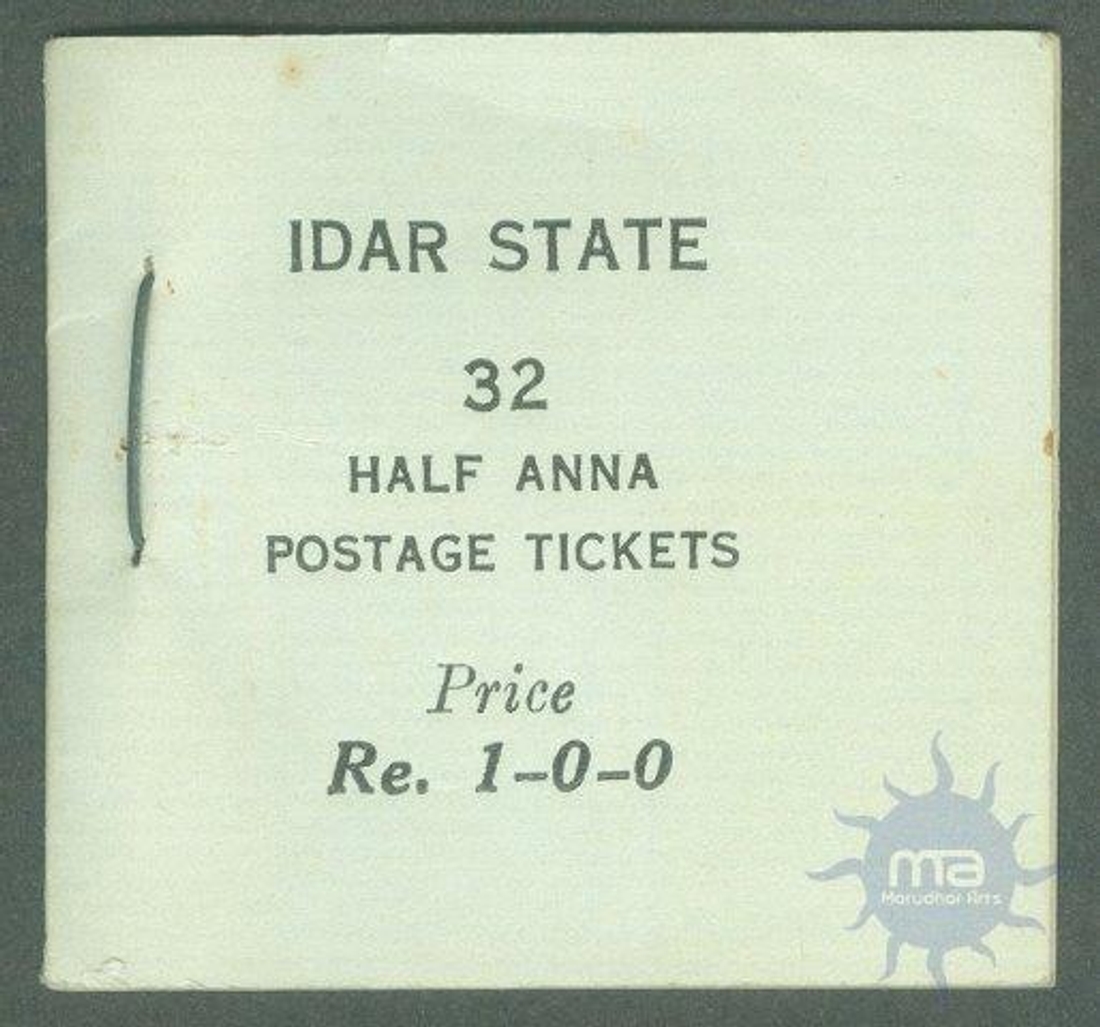 IDAR STATE
32
HALF ANNA
POSTAGE TICKETS
Price
Re. 1-0-0
ma
Marudhar Arts